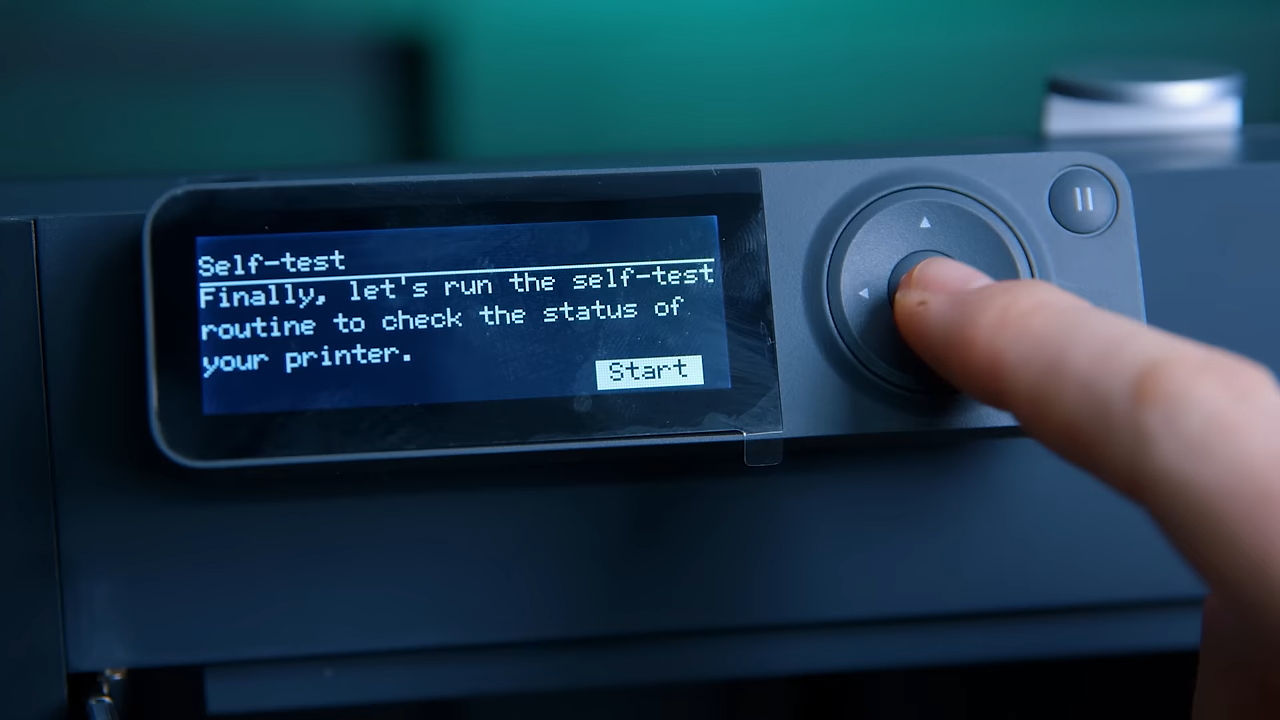 Self-test
Finally, let's run the self-test
routine to check the status of
your printer.
Start